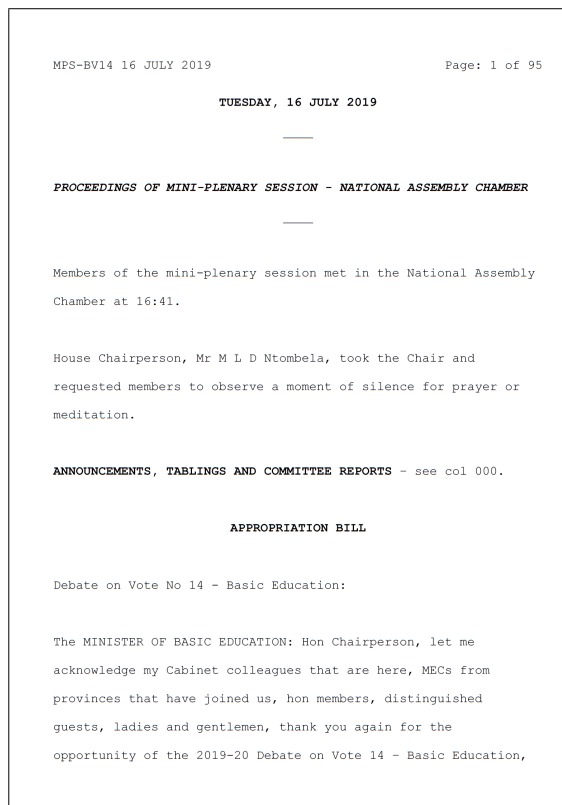 MPS-BV14 16 JULY 2019 Page: 1 of 95
TUESDAY, 16 JULY 2019
PROCEEDINGS OF MINI-PLENARY SESSION - NATIONAL ASSEMBLY CHAMBER
Members of the mini-plenary session met in the National Assembly
Chamber at 16:41.
House Chairperson, Mr M L D Ntombela, took the Chair and
requested members to observe a moment of silence for prayer or
meditation.
ANNOUNCEMENTS, TABLINGS AND COMMITTEE REPORTS – see col 000.
APPROPRIATION BILL
Debate on Vote No 14 – Basic Education:
The MINISTER OF BASIC EDUCATION: Hon Chairperson, let me
acknowledge my Cabinet colleagues that are here, MECs from
provinces that have joined us, hon members, distinguished
guests, ladies and gentlemen, thank you again for the
opportunity of the 2019-20 Debate on Vote 14 – Basic Education,